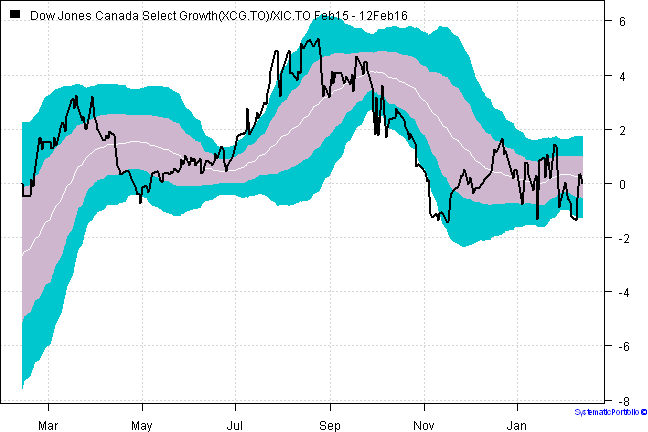 Dow Jones Canada Select Growth(XCG.TO)/XIC.TO Feb15 - 12Feb16
6
4
2
0
-2
-4
-6
-8
Mar May Jul Sep Nov Jan
SystematicPortfolio ©